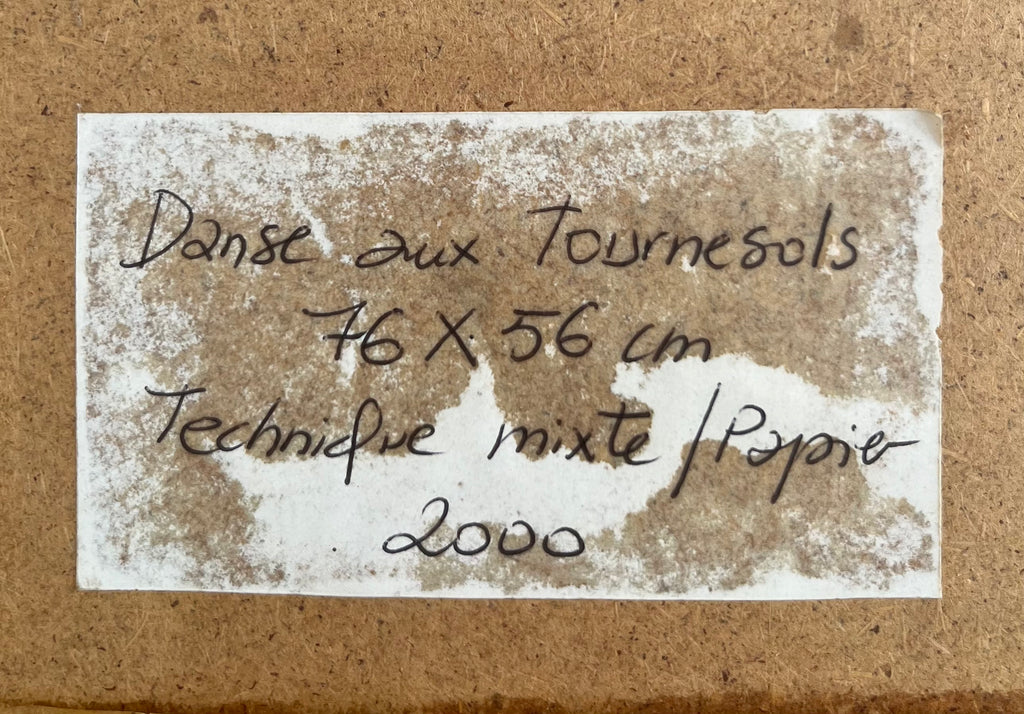 Danse aux Tournesols
76 X 56 cm
Technique mixte / Papier
2000